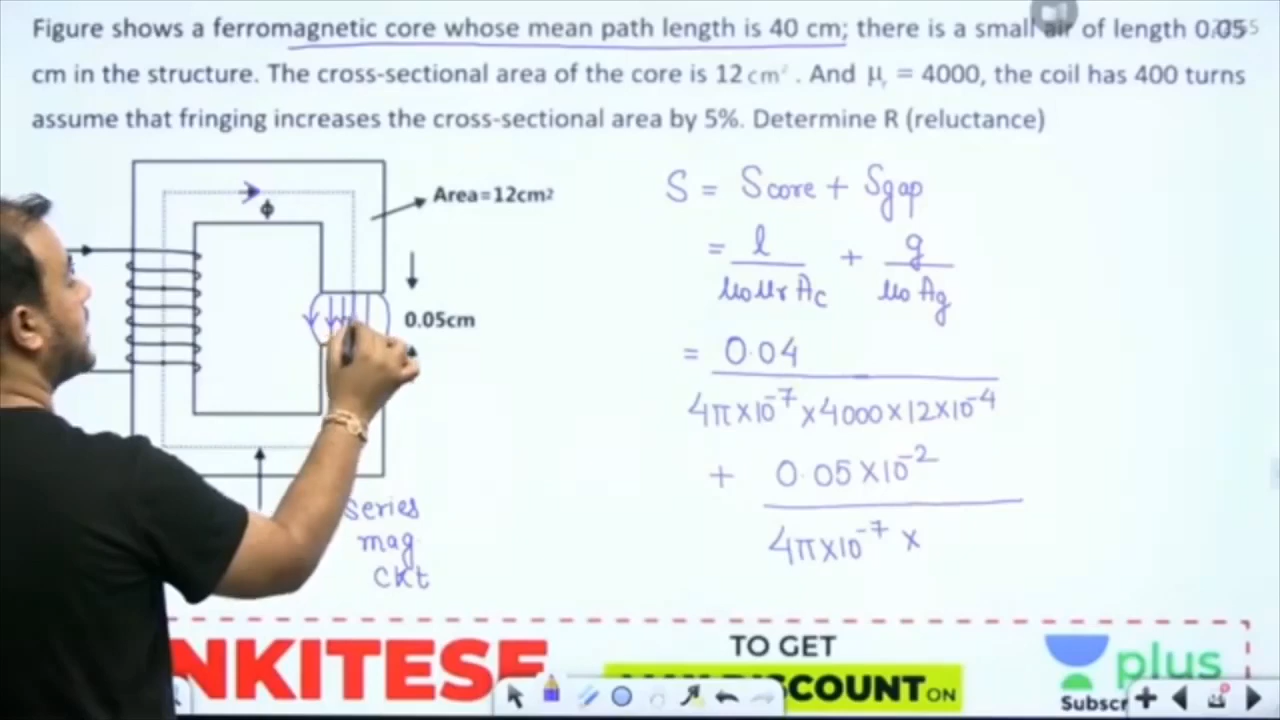 Figure shows a ferromagnetic core whose mean path length is 40 cm; there is a small air of length 0.05
cm in the structure. The cross-sectional area of the core is 12 cm². And μᵣ = 4000, the coil has 400 turns
assume that fringing increases the cross-sectional area by 5%. Determine R (reluctance)
Area=12cm²
ϕ
0.05cm
series
mag
ckt
S = Score + Sgap
= l / μ0μrAc + g / μ0Ag
= 0.04
4π×10⁻⁷×4000×12×10⁻⁴
+ 0.05×10⁻²
4π×10⁻⁷ ×
NKITESE
TO GET
DISCOUNT ON
plus
Subscr